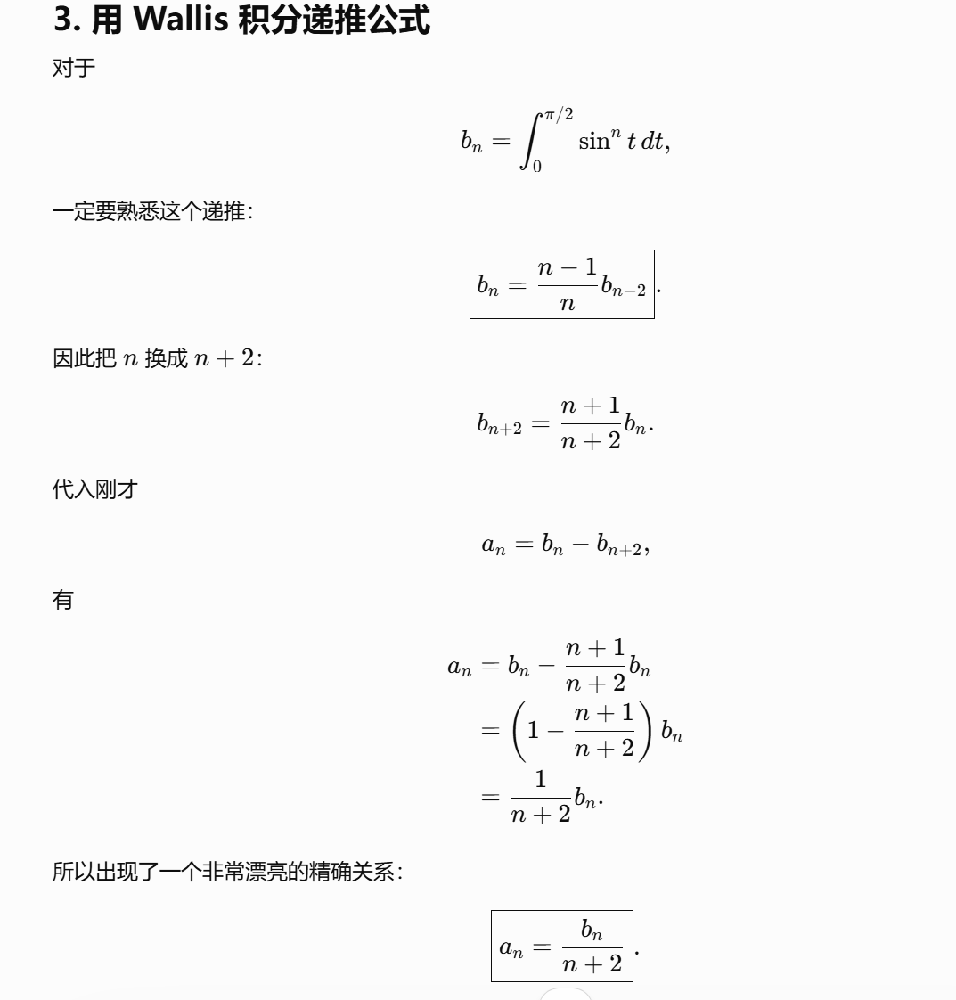 3. 用 Wallis 积分递推公式
对于
$$b_n = \int_0^{\pi/2} \sin^n t \, dt,$$
一定要熟悉这个递推：
$$\boxed{b_n = \frac{n-1}{n} b_{n-2}}.$$
因此把 $n$ 换成 $n+2$：
$$b_{n+2} = \frac{n+1}{n+2} b_n.$$
代入刚才
$$a_n = b_n - b_{n+2},$$
有
$$a_n = b_n - \frac{n+1}{n+2} b_n$$
$$= \left(1 - \frac{n+1}{n+2}\right) b_n$$
$$= \frac{1}{n+2} b_n.$$
所以出现了一个非常漂亮的精确关系：
$$\boxed{a_n = \frac{b_n}{n+2}}.$$